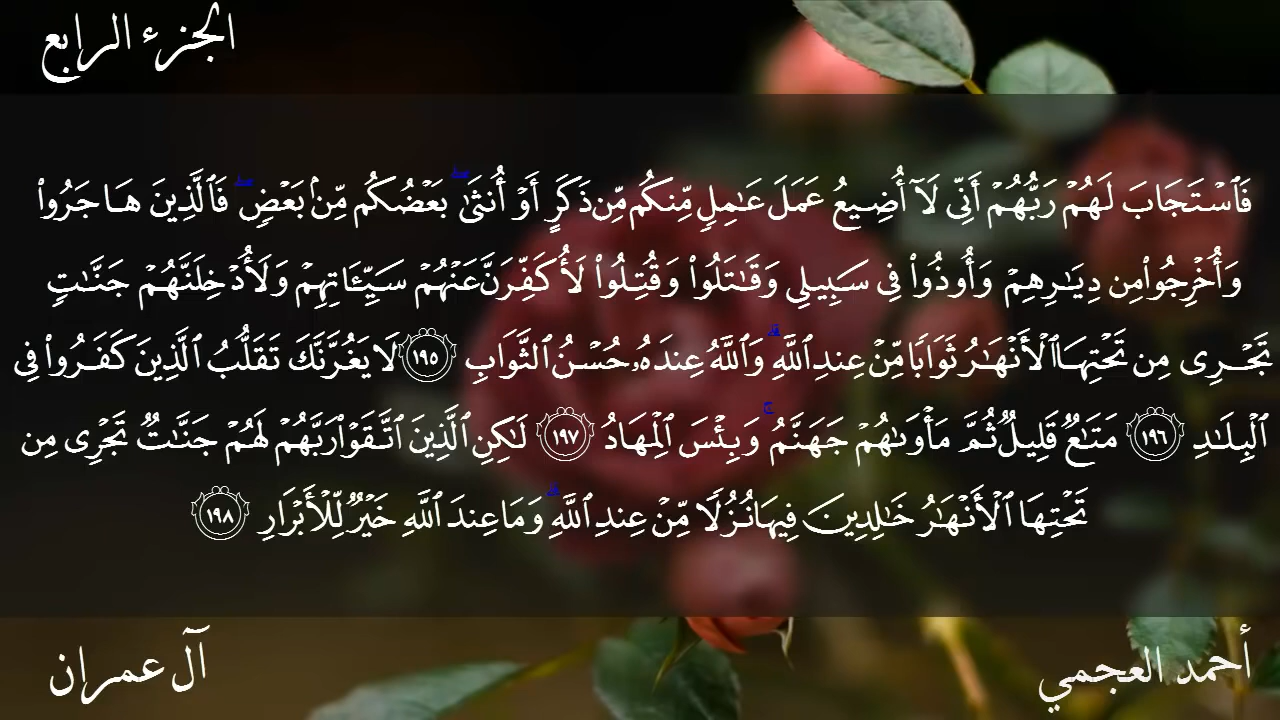 الجزء الرابع
فَٱسۡتَجَابَ لَهُمۡ رَبُّهُمۡ أَنِّي لَآ أُضِيعُ عَمَلَ عَٰمِلٖ مِّنكُم مِّن ذَكَرٍ أَوۡ أُنثَىٰۖ بَعۡضُكُم مِّنۢ بَعۡضٖۖ فَٱلَّذِينَ هَاجَرُواْ
وَأُخۡرِجُواْ مِن دِيَٰرِهِمۡ وَأُوذُواْ فِي سَبِيلِي وَقَٰتَلُواْ وَقُتِلُواْ لَأُكَفِّرَنَّ عَنۡهُمۡ سَيِّـَٔاتِهِمۡ وَلَأُدۡخِلَنَّهُمۡ جَنَّٰتٖ
تَجۡرِي مِن تَحۡتِهَا ٱلۡأَنۡهَٰرُ ثَوَابٗا مِّنۡ عِندِ ٱللَّهِۚ وَٱللَّهُ عِندَهُۥ حُسۡنُ ٱلثَّوَابِ ١٩٥ لَا يَغُرَّنَّكَ تَقَلُّبُ ٱلَّذِينَ كَفَرُواْ فِي
ٱلۡبِلَٰدِ ١٩٦ مَتَٰعٞ قَلِيلٞ ثُمَّ مَأۡوَىٰهُمۡ جَهَنَّمُۖ وَبِئۡسَ ٱلۡمِهَادُ ١٩٧ لَٰكِنِ ٱلَّذِينَ ٱتَّقَوۡاْ رَبَّهُمۡ لَهُمۡ جَنَّٰتٞ تَجۡرِي مِن
تَحۡتِهَا ٱلۡأَنۡهَٰرُ خَٰلِدِينَ فِيهَا نُزُلٗا مِّنۡ عِندِ ٱللَّهِۗ وَمَا عِندَ ٱللَّهِ خَيۡرٞ لِّلۡأَبۡرَارِ ١٩٨
أحمد العجمي
آل عمران